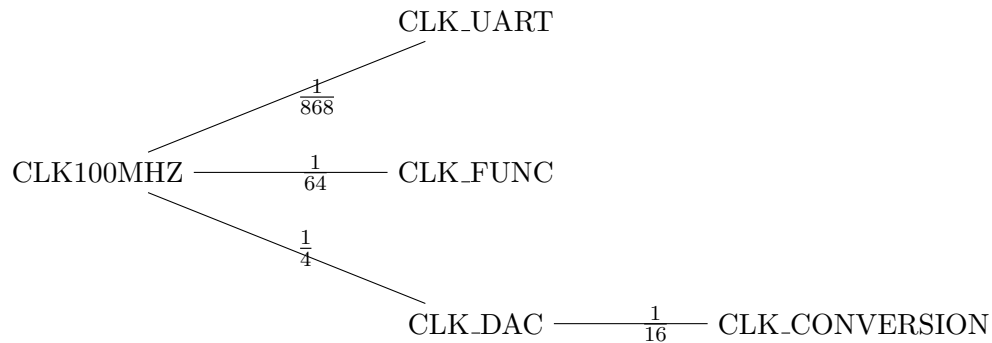 CLK_UART
1
868
CLK100MHZ
1
64
CLK_FUNC
1
4
CLK_DAC
1
16
CLK_CONVERSION